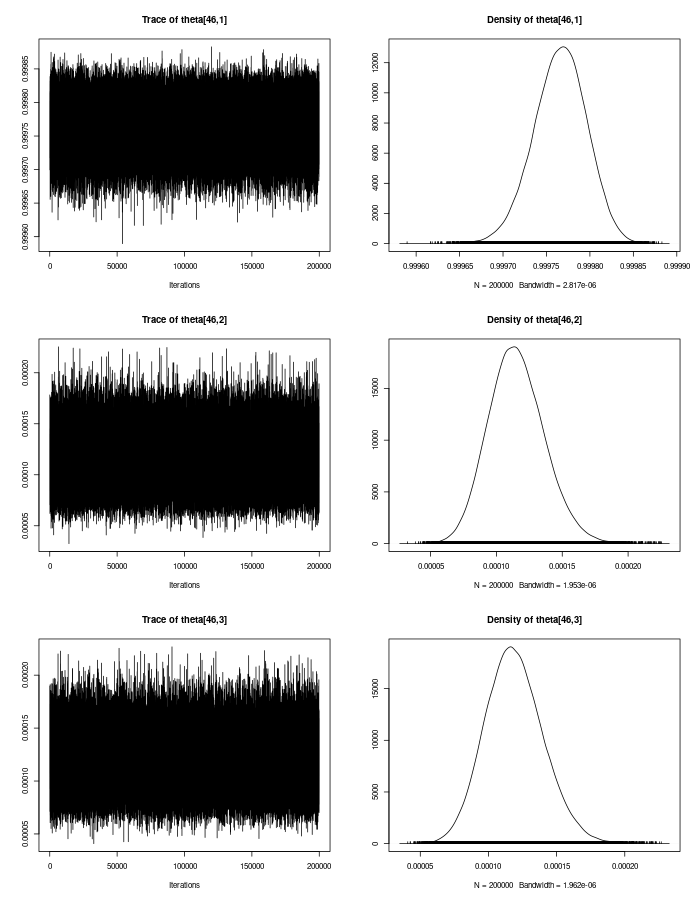 Trace of theta[46,1]
0.99960 0.99965 0.99970 0.99975 0.99980 0.99985
0 50000 100000 150000 200000
Iterations
Density of theta[46,1]
0 2000 4000 6000 8000 10000 12000
0.99960 0.99965 0.99970 0.99975 0.99980 0.99985 0.99990
N = 200000 Bandwidth = 2.817e-06
Trace of theta[46,2]
0.00005 0.00010 0.00015 0.00020
0 50000 100000 150000 200000
Iterations
Density of theta[46,2]
0 5000 10000 15000
0.00005 0.00010 0.00015 0.00020
N = 200000 Bandwidth = 1.953e-06
Trace of theta[46,3]
0.00005 0.00010 0.00015 0.00020
0 50000 100000 150000 200000
Iterations
Density of theta[46,3]
0 5000 10000 15000
0.00005 0.00010 0.00015 0.00020
N = 200000 Bandwidth = 1.962e-06